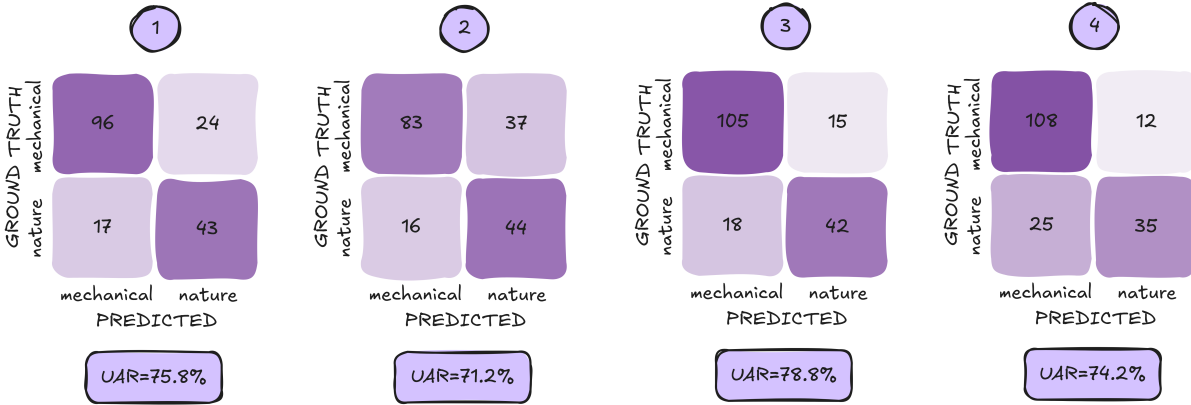 1
GROUND TRUTH
mechanical
nature
96
24
17
43
mechanical
nature
PREDICTED
UAR=75.8%
2
GROUND TRUTH
mechanical
nature
83
37
16
44
mechanical
nature
PREDICTED
UAR=71.2%
3
GROUND TRUTH
mechanical
nature
105
15
18
42
mechanical
nature
PREDICTED
UAR=78.8%
4
GROUND TRUTH
mechanical
nature
108
12
25
35
mechanical
nature
PREDICTED
UAR=74.2%